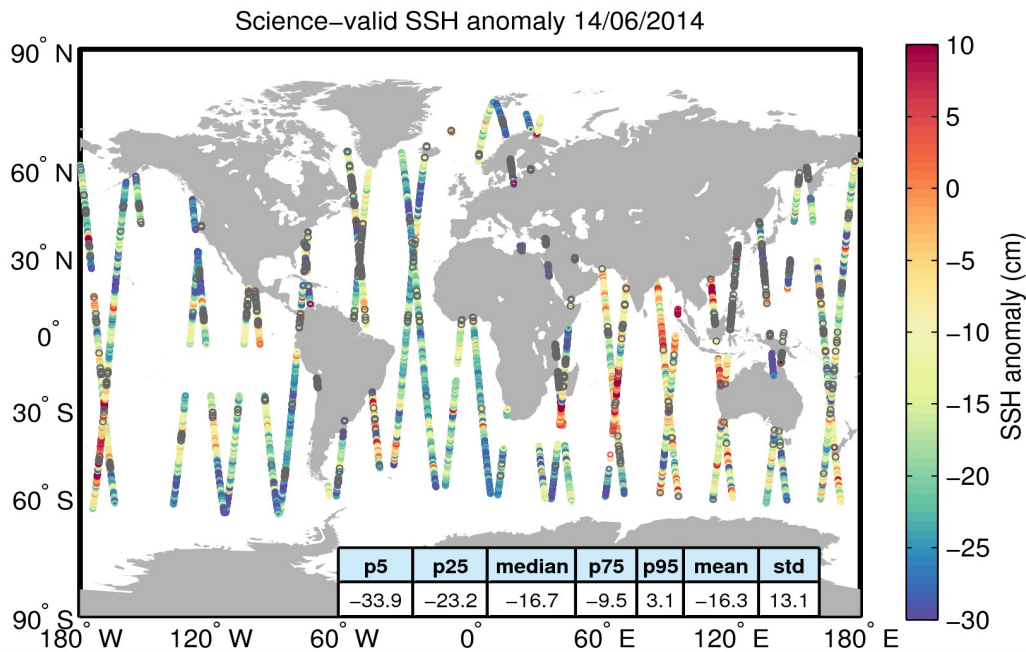 Science−valid SSH anomaly 14/06/2014
90° N
60° N
30° N
0°
30° S
60° S
90° S
180° W
120° W
60° W
0°
60° E
120° E
180° E
p5 p25 median p75 p95 mean std
−33.9 −23.2 −16.7 −9.5 3.1 −16.3 13.1
10
5
0
−5
−10
−15
−20
−25
−30
SSH anomaly (cm)